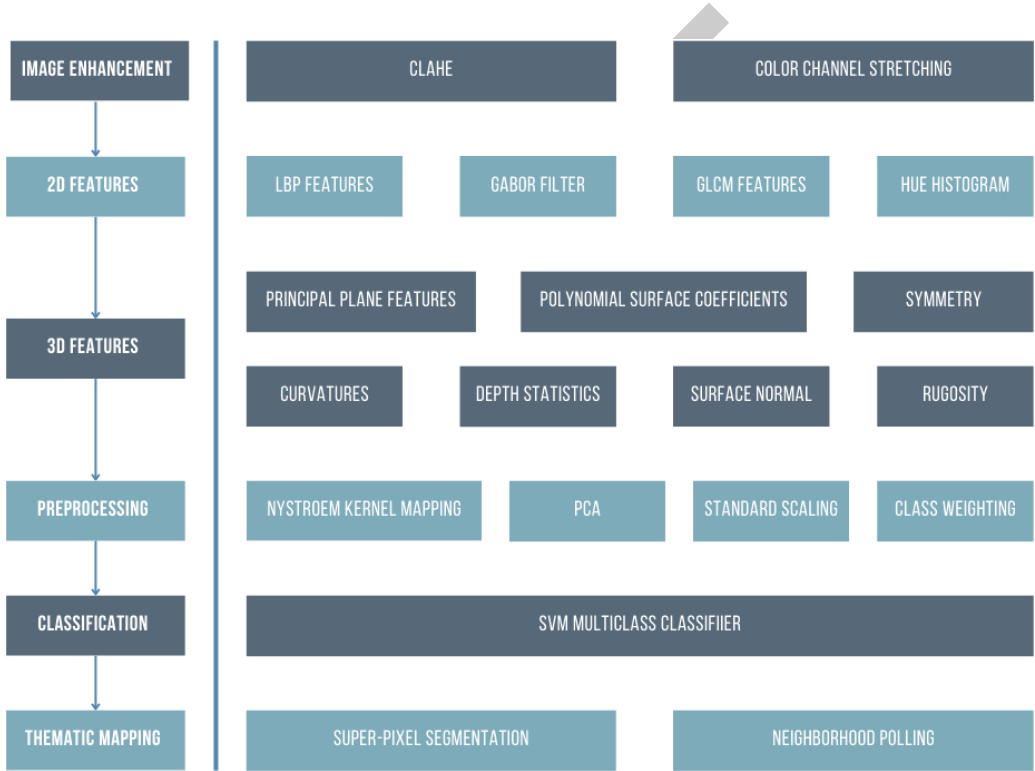 IMAGE ENHANCEMENT
CLAHE
COLOR CHANNEL STRETCHING
2D FEATURES
LBP FEATURES
GABOR FILTER
GLCM FEATURES
HUE HISTOGRAM
3D FEATURES
PRINCIPAL PLANE FEATURES
POLYNOMIAL SURFACE COEFFICIENTS
SYMMETRY
CURVATURES
DEPTH STATISTICS
SURFACE NORMAL
RUGOSITY
PREPROCESSING
NYSTROEM KERNEL MAPPING
PCA
STANDARD SCALING
CLASS WEIGHTING
CLASSIFICATION
SVM MULTICLASS CLASSIFIIER
THEMATIC MAPPING
SUPER-PIXEL SEGMENTATION
NEIGHBORHOOD POLLING